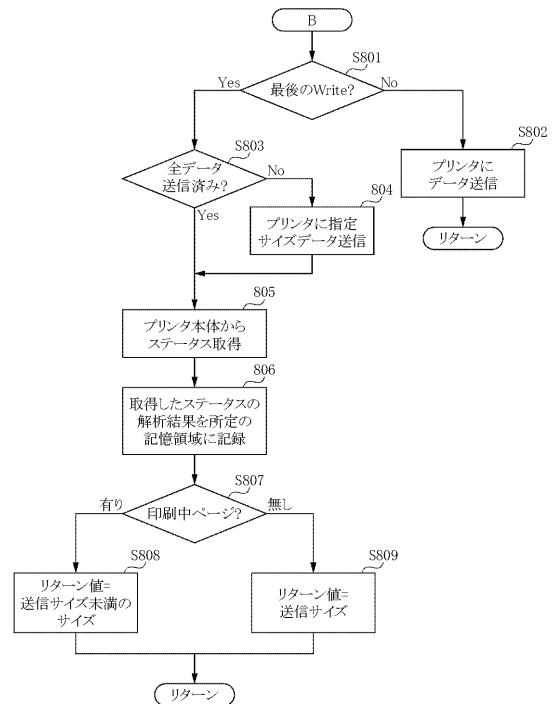 B
S801
最後のWrite?
Yes
No
S802
プリンタに
データ送信
リターン
S803
全データ
送信済み?
No
Yes
804
プリンタに指定
サイズデータ送信
805
プリンタ本体から
ステータス取得
806
取得したステータスの
解析結果を所定の
記憶領域に記録
S807
印刷中ページ?
有り
無し
S808
リターン値=
送信サイズ未満の
サイズ
S809
リターン値=
送信サイズ
リターン